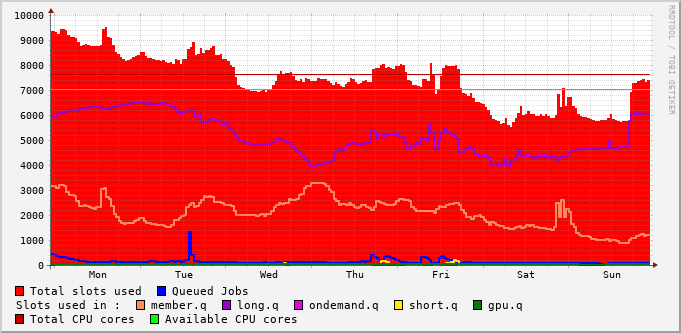 10000
9000
8000
7000
6000
5000
4000
3000
2000
1000
0
Mon Tue Wed Thu Fri Sat Sun
RRDTOOL / TOBI OETIKER
Total slots used Queued Jobs
Slots used in : member.q long.q ondemand.q short.q gpu.q
Total CPU cores Available CPU cores